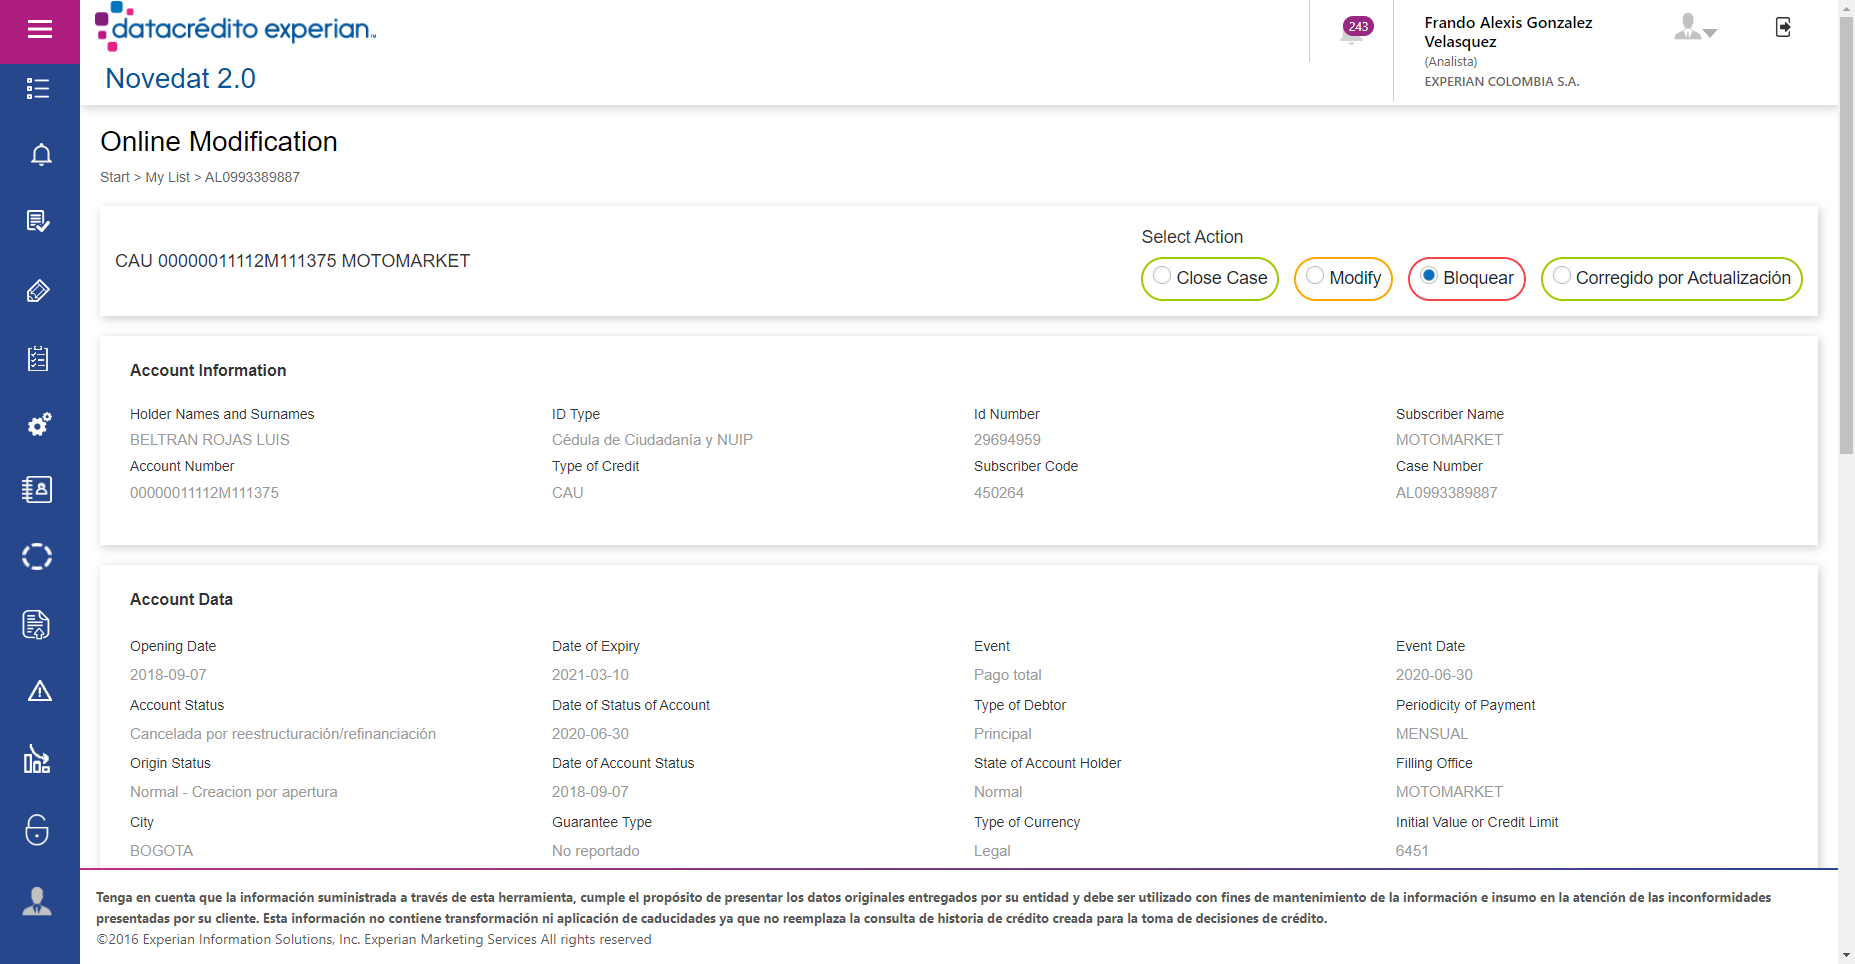 datacrédito experian™
Novedat 2.0
243
Frando Alexis Gonzalez
Velasquez
(Analista)
EXPERIAN COLOMBIA S.A.
Online Modification
Start > My List > AL0993389887
CAU 00000011112M111375 MOTOMARKET
Select Action
Close Case Modify Bloquear Corregido por Actualización
Account Information
Holder Names and Surnames ID Type Id Number Subscriber Name
BELTRAN ROJAS LUIS Cédula de Ciudadanía y NUIP 29694959 MOTOMARKET
Account Number Type of Credit Subscriber Code Case Number
00000011112M111375 CAU 450264 AL0993389887
Account Data
Opening Date Date of Expiry Event Event Date
2018-09-07 2021-03-10 Pago total 2020-06-30
Account Status Date of Status of Account Type of Debtor Periodicity of Payment
Cancelada por reestructuración/refinanciación 2020-06-30 Principal MENSUAL
Origin Status Date of Account Status State of Account Holder Filling Office
Normal - Creacion por apertura 2018-09-07 Normal MOTOMARKET
City Guarantee Type Type of Currency Initial Value or Credit Limit
BOGOTA No reportado Legal 6451
Tenga en cuenta que la información suministrada a través de esta herramienta, cumple el propósito de presentar los datos originales entregados por su entidad y debe ser utilizado con fines de mantenimiento de la información e insumo en la atención de las inconformidades
presentadas por su cliente. Esta información no contiene transformación ni aplicación de caducidades ya que no reemplaza la consulta de historia de crédito creada para la toma de decisiones de crédito.
©2016 Experian Information Solutions, Inc. Experian Marketing Services All rights reserved